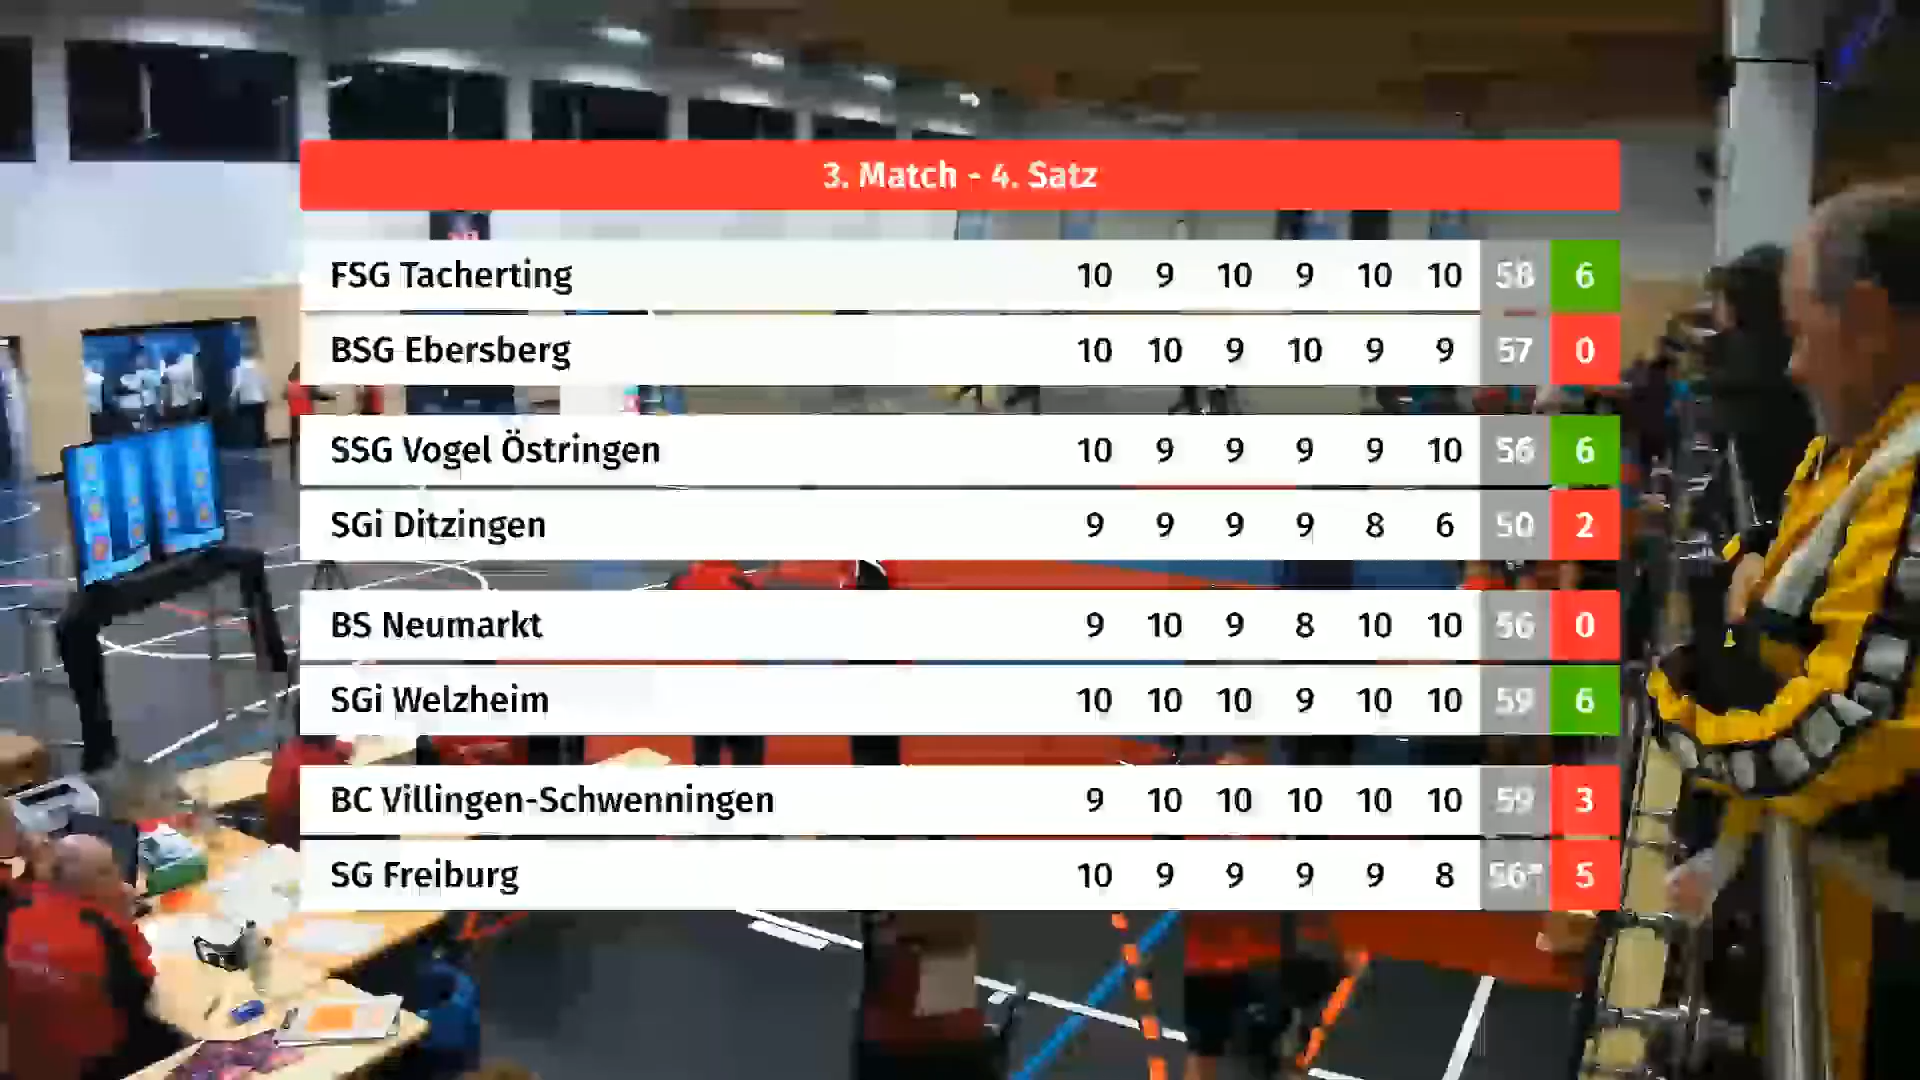 3. Match - 4. Satz
FSG Tacherting 10 9 10 9 10 10 58 6
BSG Ebersberg 10 10 9 10 9 9 57 0
SSG Vogel Östringen 10 9 9 9 9 10 56 6
SGi Ditzingen 9 9 9 9 8 6 50 2
BS Neumarkt 9 10 9 8 10 10 56 0
SGi Welzheim 10 10 10 9 10 10 59 6
BC Villingen-Schwenningen 9 10 10 10 10 10 59 3
SG Freiburg 10 9 9 9 9 8 56* 5